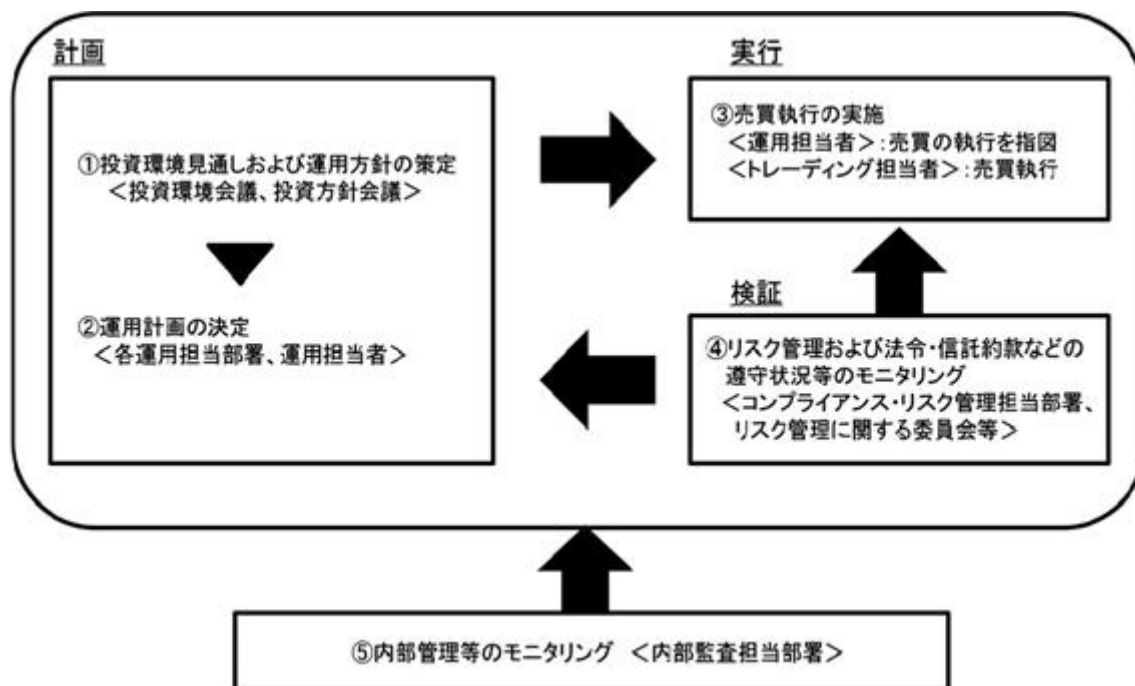 計画
①投資環境見通しおよび運用方針の策定
＜投資環境会議、投資方針会議＞
②運用計画の決定
＜各運用担当部署、運用担当者＞
実行
③売買執行の実施
＜運用担当者＞：売買の執行を指図
＜トレーディング担当者＞：売買執行
検証
④リスク管理および法令・信託約款などの
遵守状況等のモニタリング
＜コンプライアンス・リスク管理担当部署、
リスク管理に関する委員会等＞
⑤内部管理等のモニタリング ＜内部監査担当部署＞